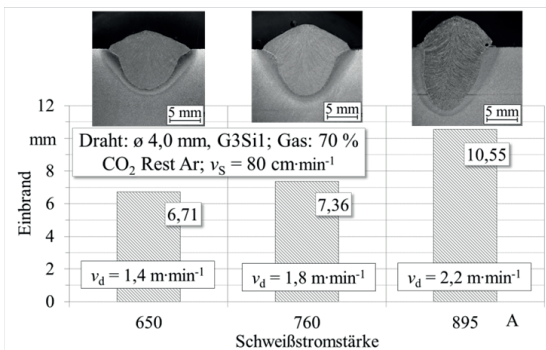 5 mm
5 mm
5 mm
12
mm
8
6
4
2
0
Einbrand
Draht: ø 4,0 mm, G3Si1; Gas: 70 %
CO₂ Rest Ar; vS = 80 cm·min⁻¹
6,71
7,36
10,55
vd = 1,4 m·min⁻¹
vd = 1,8 m·min⁻¹
vd = 2,2 m·min⁻¹
650
760
895
A
Schweißstromstärke